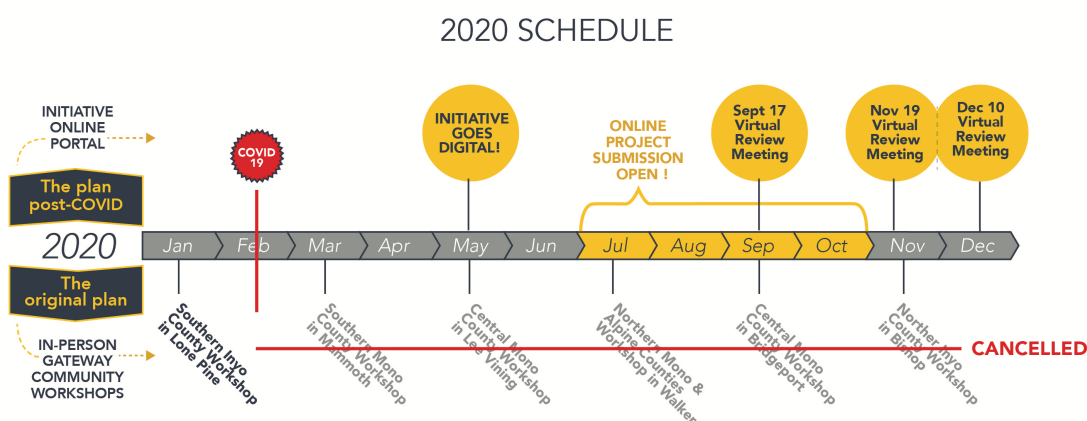 2020 SCHEDULE
INITIATIVE
ONLINE
PORTAL
The plan
post-COVID
2020
The
original plan
IN-PERSON
GATEWAY
COMMUNITY
WORKSHOPS
COVID
19
INITIATIVE
GOES
DIGITAL!
ONLINE
PROJECT
SUBMISSION
OPEN !
Sept 17
Virtual
Review
Meeting
Nov 19
Virtual
Review
Meeting
Dec 10
Virtual
Review
Meeting
Jan
Feb
Mar
Apr
May
Jun
Jul
Aug
Sep
Oct
Nov
Dec
Southern Inyo
County Workshop
in Lone Pine
Southern Mono
County Workshop
in Mammoth
Central Mono
County Workshop
in Lee Vining
Northern Mono &
Alpine Counties
Workshop in Walker
Central Mono
County Workshop
in Bridgeport
Norther Inyo
County Workshop
in Bishop
CANCELLED